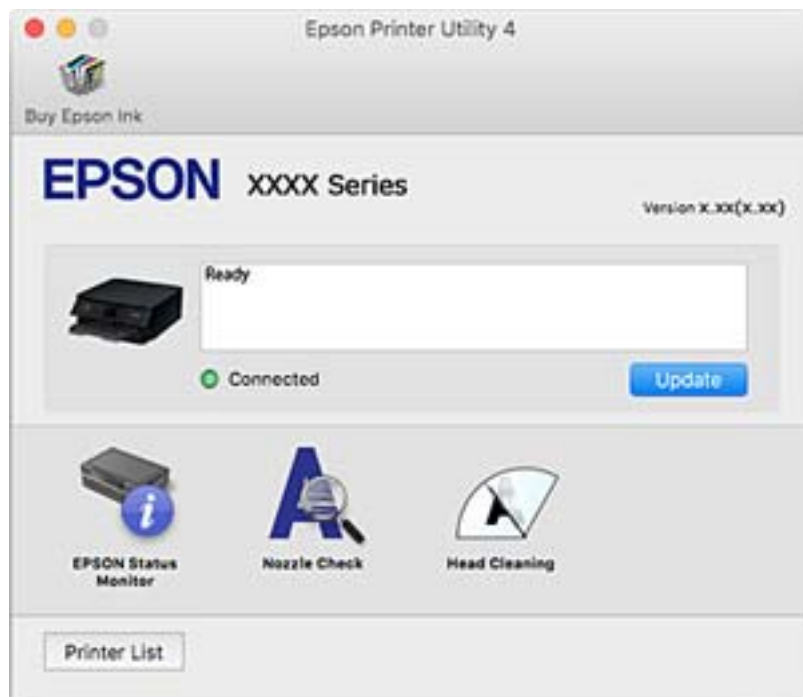 Epson Printer Utility 4
Buy Epson Ink
EPSON XXXX Series
Version X.XX(X.XX)
Ready
Connected
Update
EPSON Status
Monitor
Nozzle Check
Head Cleaning
Printer List